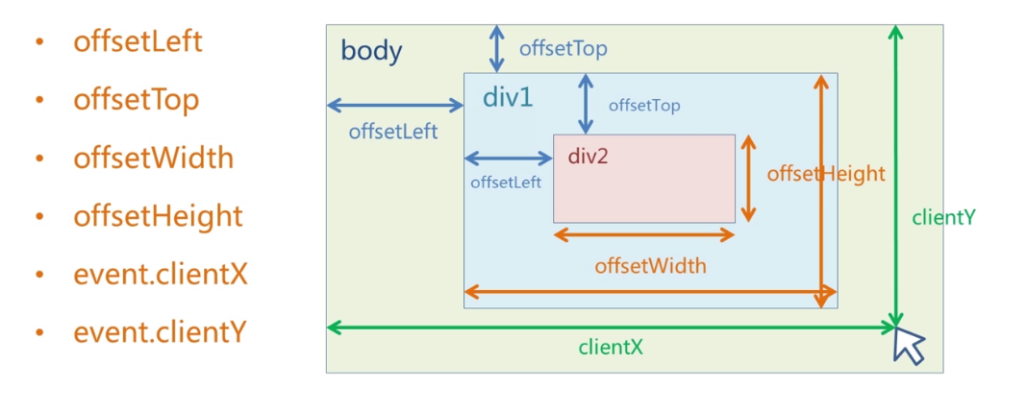 • offsetLeft
• offsetTop
• offsetWidth
• offsetHeight
• event.clientX
• event.clientY
body
offsetTop
div1
offsetTop
offsetLeft
div2
offsetHeight
offsetLeft
clientY
offsetWidth
clientX